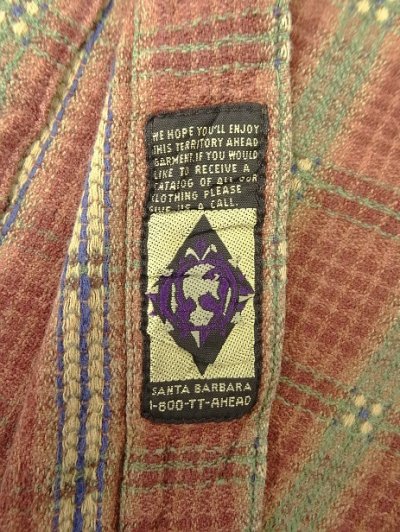 WE HOPE YOU'LL ENJOY
THIS TERRITORY AHEAD
GARMENT. IF YOU WOULD
LIKE TO RECEIVE A
CATALOG OF ALL OUR
CLOTHING PLEASE
GIVE US A CALL.
SANTA BARBARA
1-800-TT-AHEAD